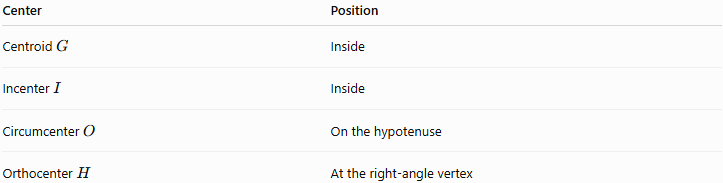 Center Position
Centroid G Inside
Incenter I Inside
Circumcenter O On the hypotenuse
Orthocenter H At the right-angle vertex